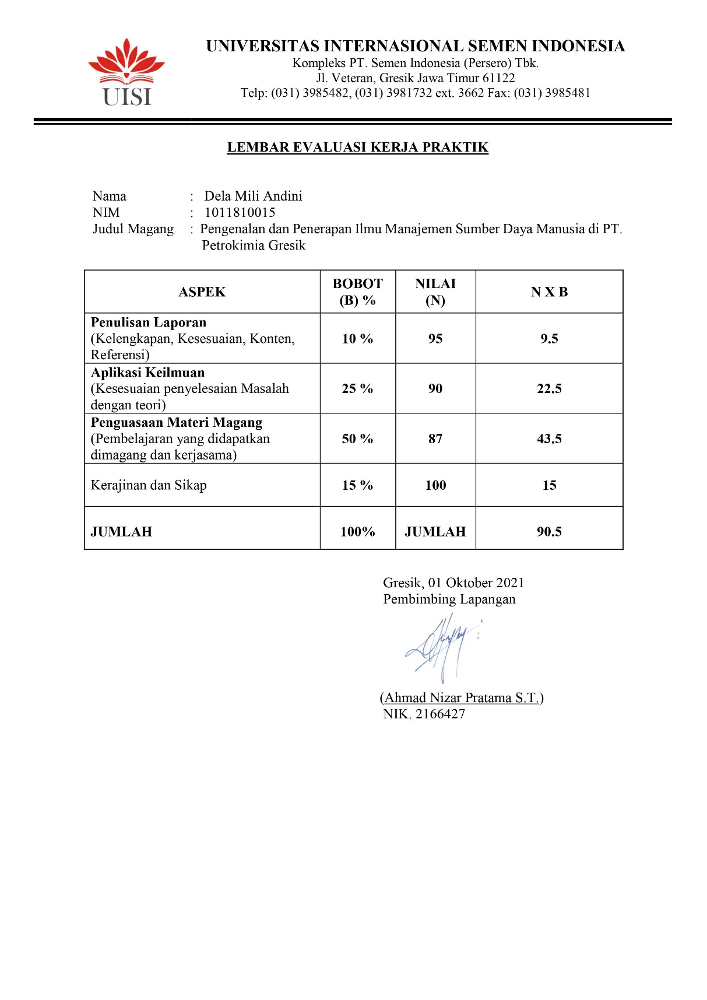 UISI
UNIVERSITAS INTERNASIONAL SEMEN INDONESIA
Kompleks PT. Semen Indonesia (Persero) Tbk.
Jl. Veteran, Gresik Jawa Timur 61122
Telp: (031) 3985482, (031) 3981732 ext. 3662 Fax: (031) 3985481
LEMBAR EVALUASI KERJA PRAKTIK
Nama : Dela Mili Andini
NIM : 1011810015
Judul Magang : Pengenalan dan Penerapan Ilmu Manajemen Sumber Daya Manusia di PT.
Petrokimia Gresik
ASPEK BOBOT (B) % NILAI (N) N X B
Penulisan Laporan
(Kelengkapan, Kesesuaian, Konten, 10 % 95 9.5
Referensi)
Aplikasi Keilmuan
(Kesesuaian penyelesaian Masalah 25 % 90 22.5
dengan teori)
Penguasaan Materi Magang
(Pembelajaran yang didapatkan 50 % 87 43.5
dimagang dan kerjasama)
Kerajinan dan Sikap 15 % 100 15
JUMLAH 100% JUMLAH 90.5
Gresik, 01 Oktober 2021
Pembimbing Lapangan
(Ahmad Nizar Pratama S.T.)
NIK. 2166427